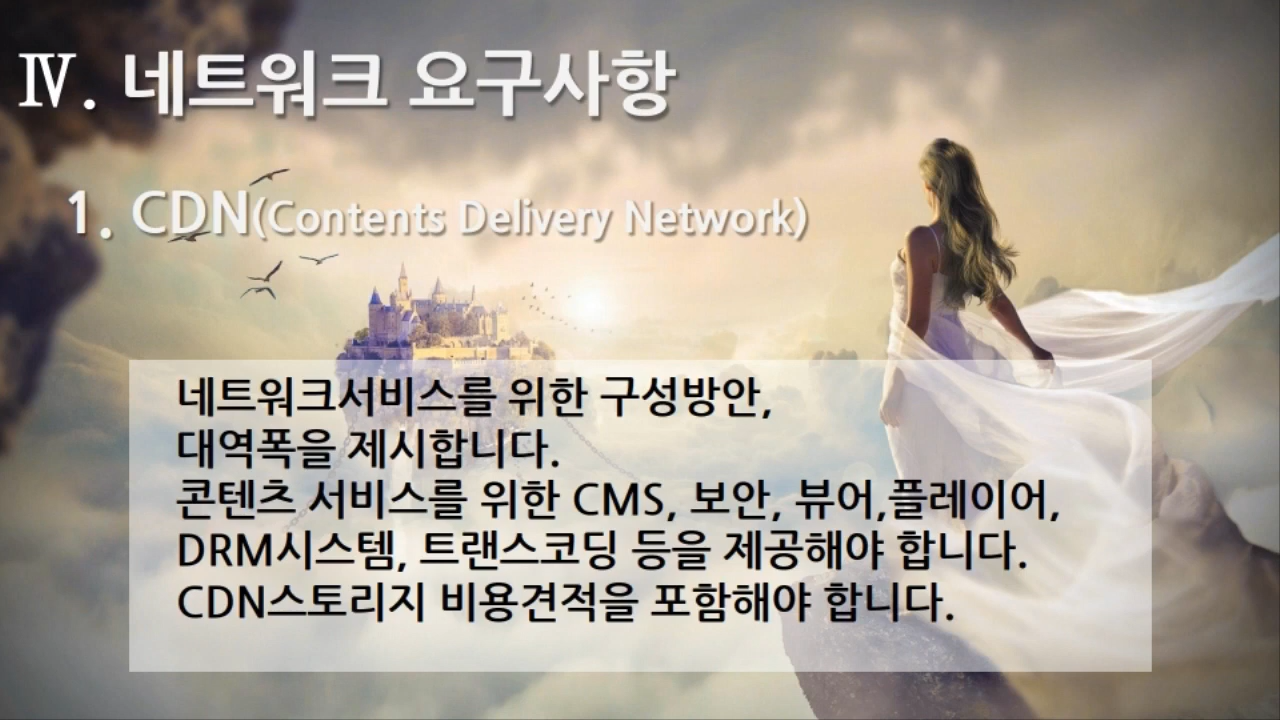 Ⅳ. 네트워크 요구사항
1. CDN(Contents Delivery Network)
네트워크서비스를 위한 구성방안,
대역폭을 제시합니다.
콘텐츠 서비스를 위한 CMS, 보안, 뷰어,플레이어,
DRM시스템, 트랜스코딩 등을 제공해야 합니다.
CDN스토리지 비용견적을 포함해야 합니다.